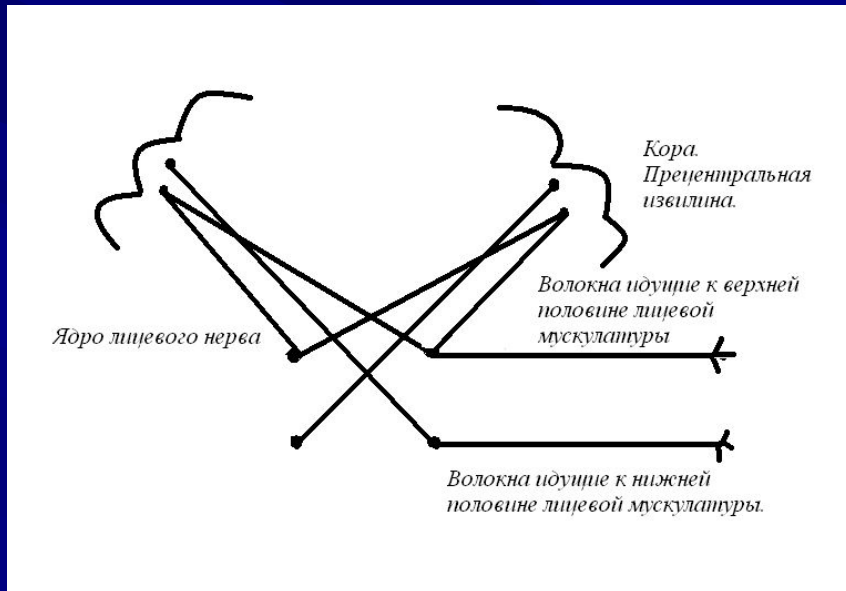 Кора.
Прецентральная
извилина.
Волокна идущие к верхней
половине лицевой
мускулатуры
Ядро лицевого нерва
Волокна идущие к нижней
половине лицевой мускулатуры.